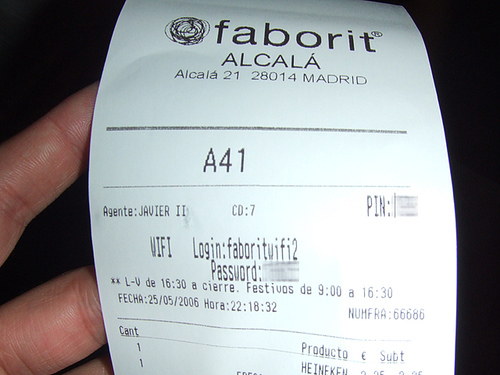 faborit®
ALCALÁ
Alcalá 21 28014 MADRID
A41
Agente:JAVIER II CD:7 PIN:
WIFI Login:faboritwifi2
Password:
** L-V de 16:30 a cierre. Festivos de 9:00 a 16:30
FECHA:25/05/2006 Hora:22:18:32
NUMFRA:66686
Cant Producto € Subt
1 HEINEKEN
1